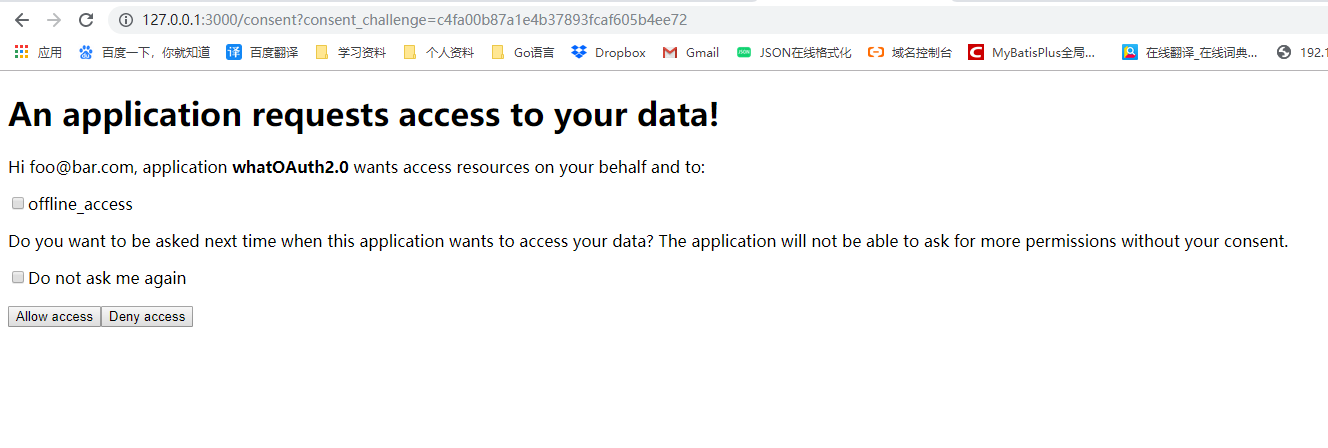 127.0.0.1:3000/consent?consent_challenge=c4fa00b87a1e4b37893fcaf605b4ee72
应用 百度一下，你就知道 译 百度翻译 学习资料 个人资料 Go语言 Dropbox Gmail JSON JSON在线格式化 域名控制台 C MyBatisPlus全局... 在线翻译_在线词典... 192.1
An application requests access to your data!
Hi foo@bar.com, application whatOAuth2.0 wants access resources on your behalf and to:
offline_access
Do you want to be asked next time when this application wants to access your data? The application will not be able to ask for more permissions without your consent.
Do not ask me again
Allow access Deny access